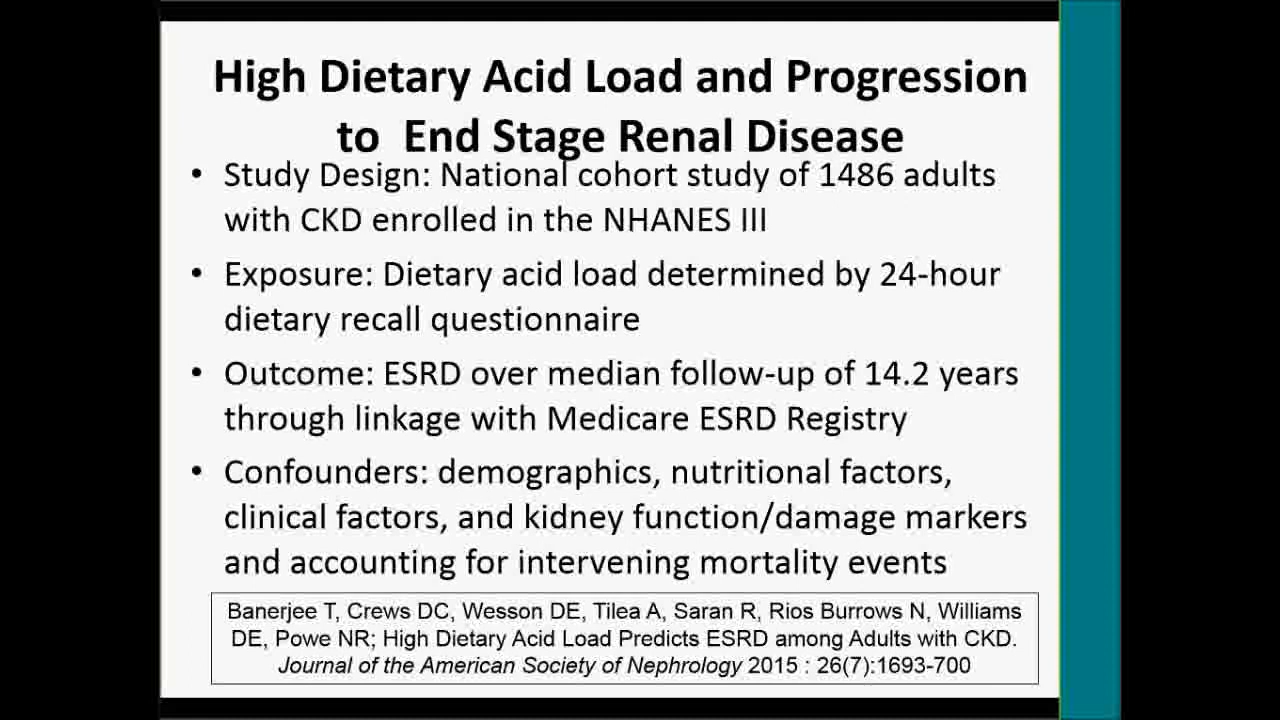 High Dietary Acid Load and Progression
to End Stage Renal Disease
• Study Design: National cohort study of 1486 adults
with CKD enrolled in the NHANES III
• Exposure: Dietary acid load determined by 24-hour
dietary recall questionnaire
• Outcome: ESRD over median follow-up of 14.2 years
through linkage with Medicare ESRD Registry
• Confounders: demographics, nutritional factors,
clinical factors, and kidney function/damage markers
and accounting for intervening mortality events
Banerjee T, Crews DC, Wesson DE, Tilea A, Saran R, Rios Burrows N, Williams
DE, Powe NR; High Dietary Acid Load Predicts ESRD among Adults with CKD.
Journal of the American Society of Nephrology 2015 : 26(7):1693-700